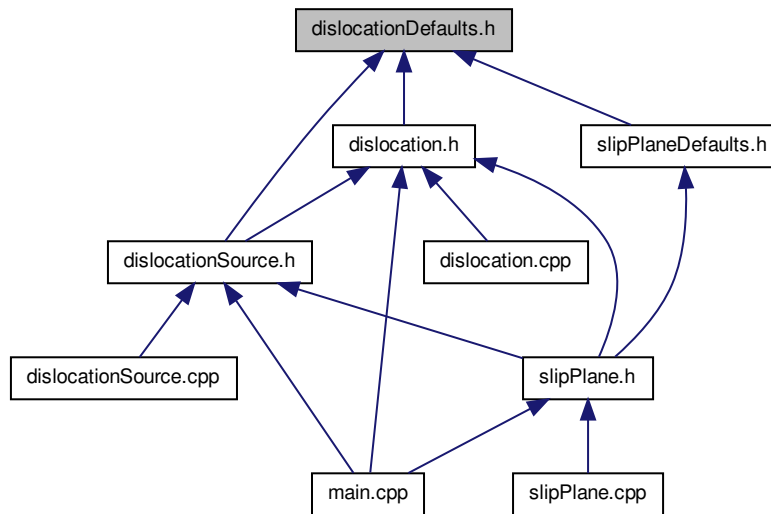 dislocationDefaults.h
dislocation.h
slipPlaneDefaults.h
dislocationSource.h
dislocation.cpp
dislocationSource.cpp
slipPlane.h
main.cpp
slipPlane.cpp